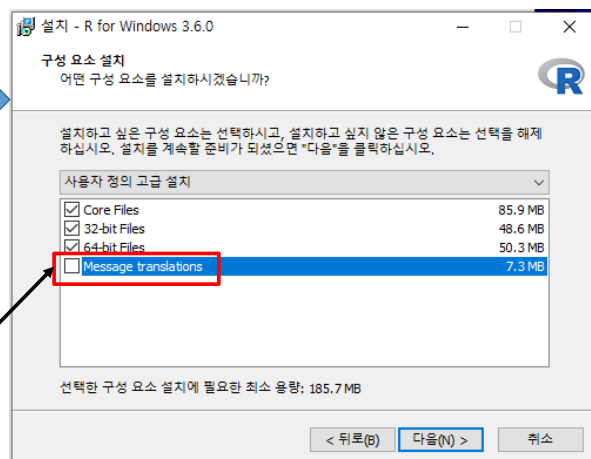 설치 - R for Windows 3.6.0
구성 요소 설치
어떤 구성 요소를 설치하시겠습니까?
R
설치하고 싶은 구성 요소는 선택하시고, 설치하고 싶지 않은 구성 요소는 선택을 해제
하십시오. 설치를 계속할 준비가 되셨으면 "다음"을 클릭하십시오.
사용자 정의 고급 설치
Core Files 85.9 MB
32-bit Files 48.6 MB
64-bit Files 50.3 MB
Message translations 7.3 MB
선택한 구성 요소 설치에 필요한 최소 용량: 185.7 MB
< 뒤로(B) 다음(N) > 취소